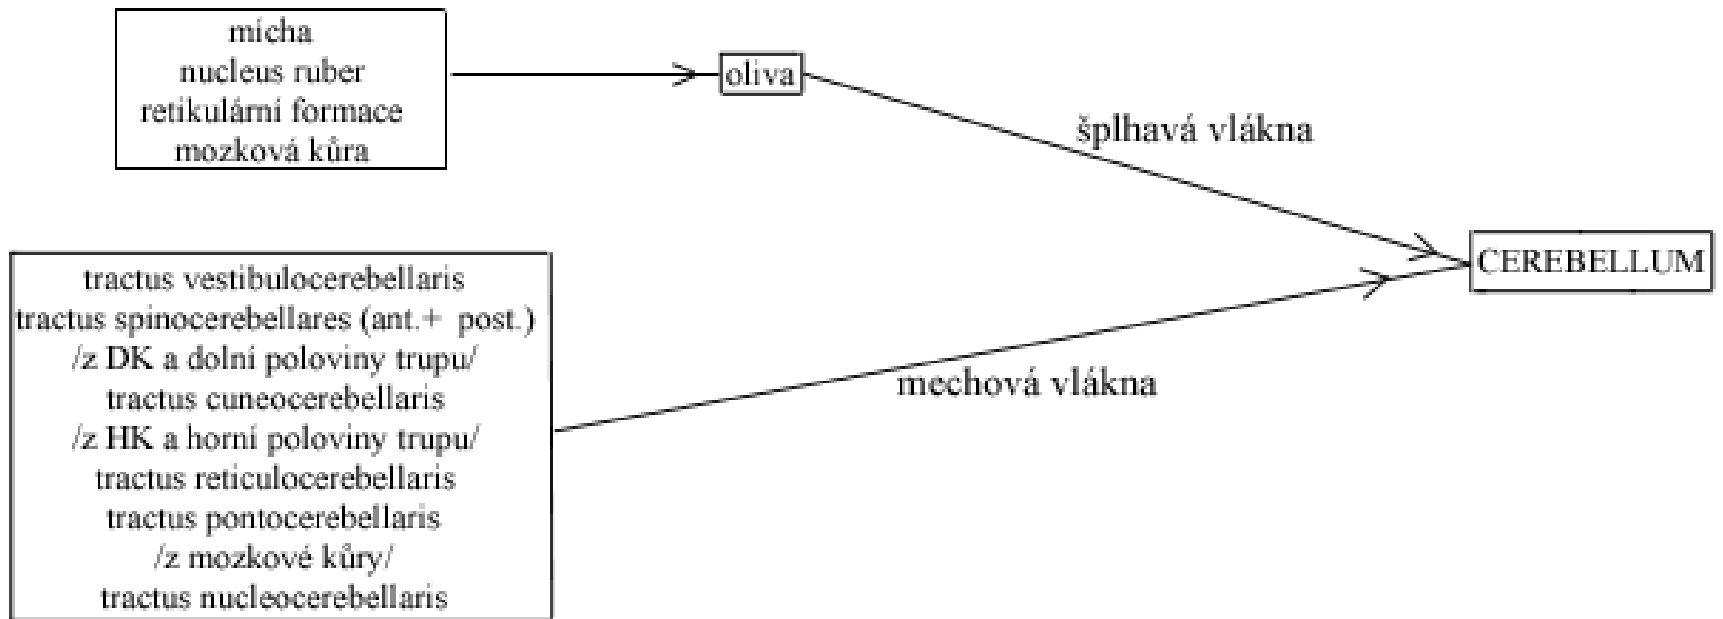 mícha
nucleus ruber
retikulární formace
mozková kůra
oliva
šplhavá vlákna
CEREBELLUM
tractus vestibulocerebellaris
tractus spinocerebellares (ant.+ post.)
/z DK a dolní poloviny trupu/
tractus cuneocerebellaris
/z HK a horní poloviny trupu/
tractus reticulocerebellaris
tractus pontocerebellaris
/z mozkové kůry/
tractus nucleocerebellaris
mechová vlákna